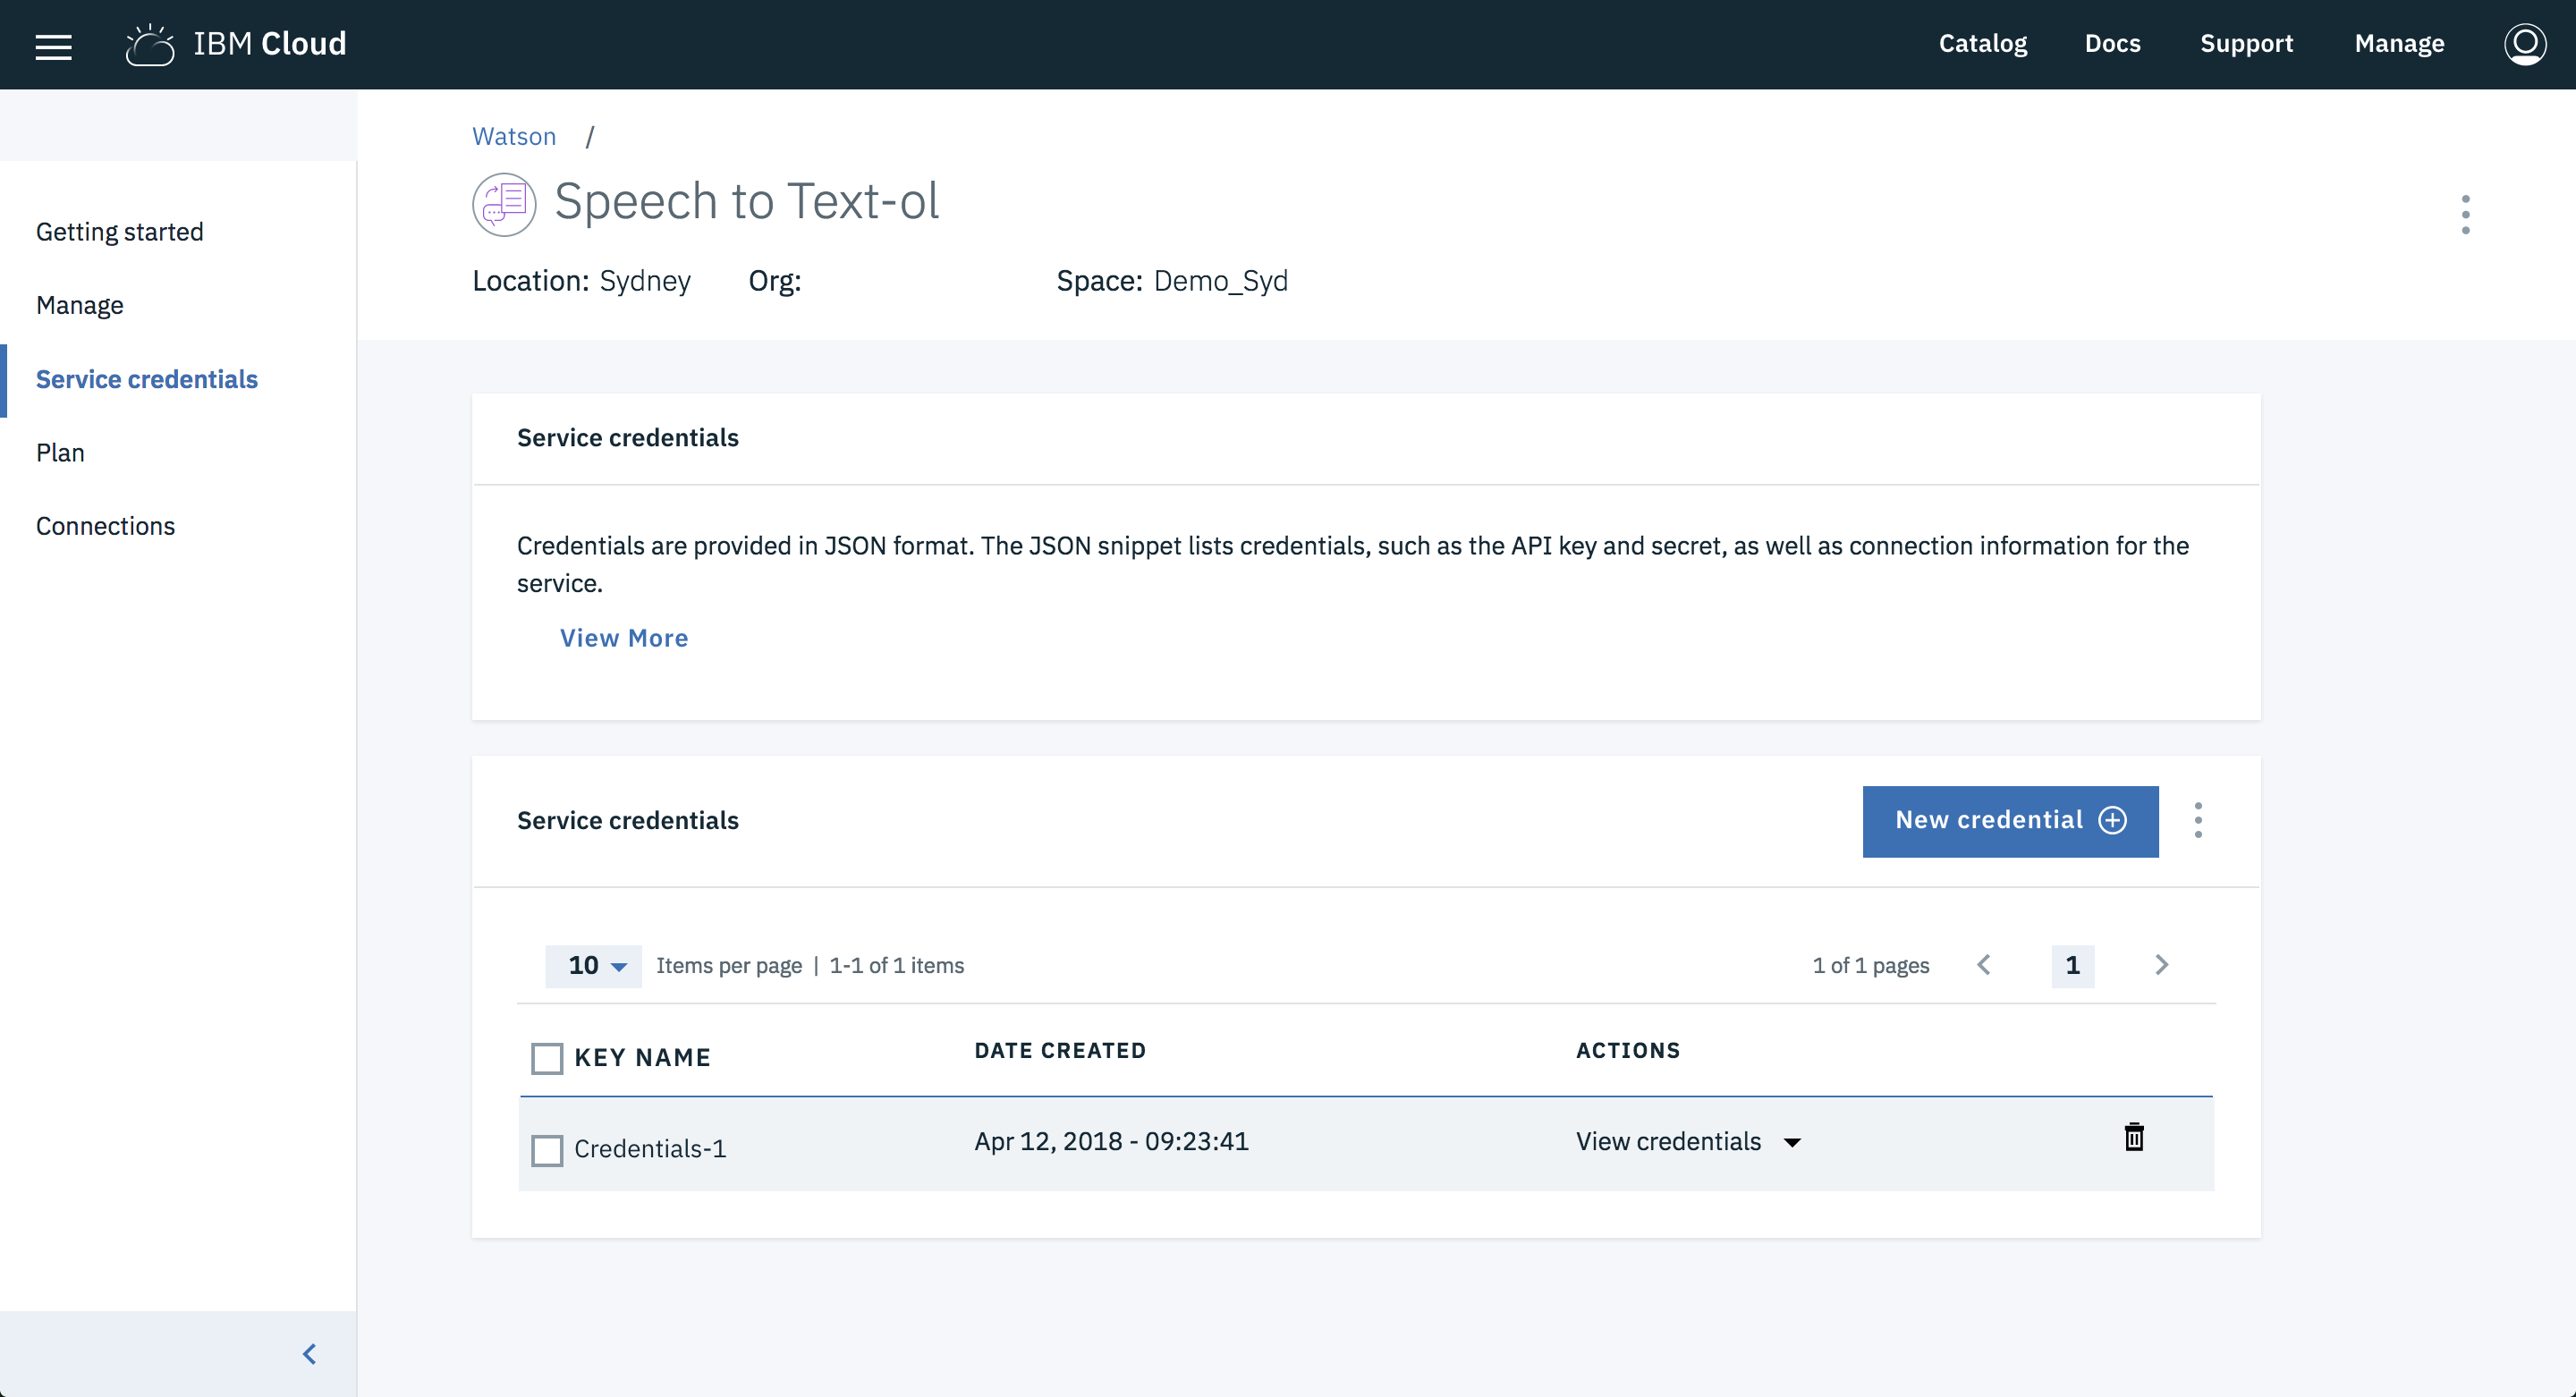 IBM Cloud
Catalog Docs Support Manage
Watson /
Speech to Text-ol
Location: Sydney Org: Space: Demo_Syd
Getting started
Manage
Service credentials
Plan
Connections
Service credentials
Credentials are provided in JSON format. The JSON snippet lists credentials, such as the API key and secret, as well as connection information for the
service.
View More
Service credentials
New credential
10 Items per page | 1-1 of 1 items
1 of 1 pages 1
KEY NAME DATE CREATED ACTIONS
Credentials-1 Apr 12, 2018 - 09:23:41 View credentials